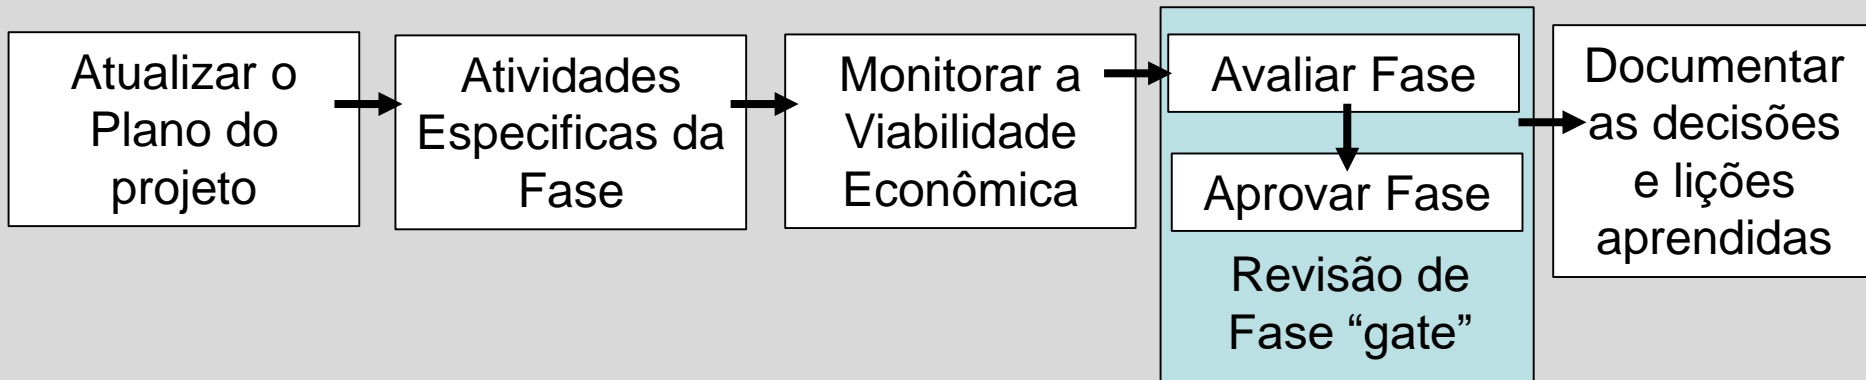 Atualizar o
Plano do
projeto
Atividades
Especificas da
Fase
Monitorar a
Viabilidade
Econômica
Avaliar Fase
Aprovar Fase
Revisão de
Fase “gate”
Documentar
as decisões
e lições
aprendidas